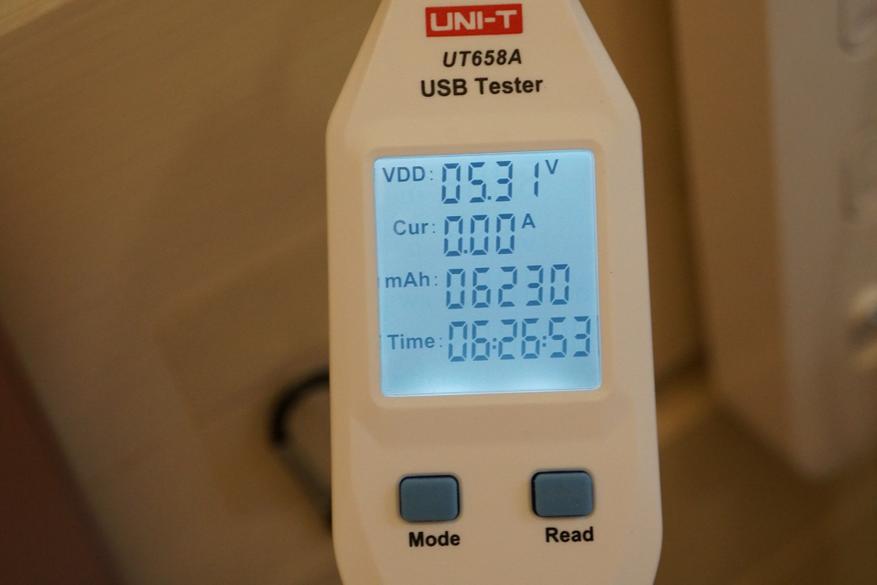 UNI-T
UT658A
USB Tester
VDD: 05.31 V
Cur: 0.00 A
mAh: 06230
Time: 06:26:53
Mode Read